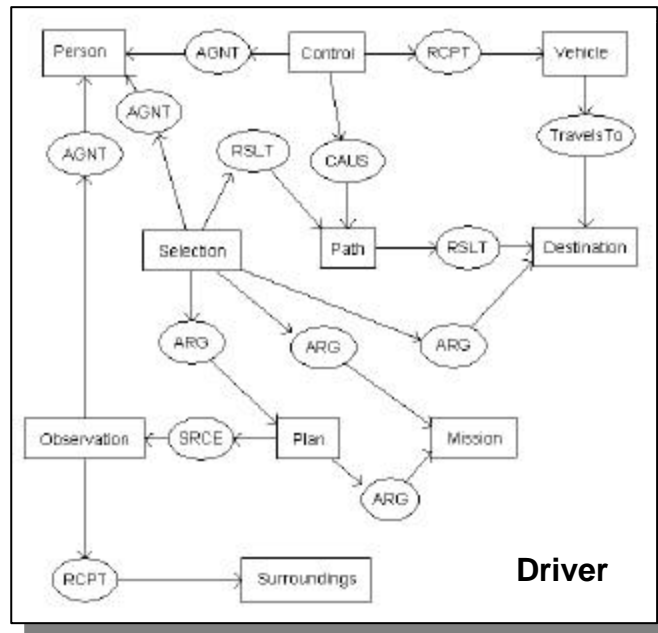 Person
AGNT
Control
RCPT
Vehicle
AGNT
AGNT
RSLT
CAUS
TravelsTo
Selection
Path
RSLT
Destination
ARG
ARG
ARG
Observation
SRCE
Plan
Mission
ARG
RCPT
Surroundings
Driver